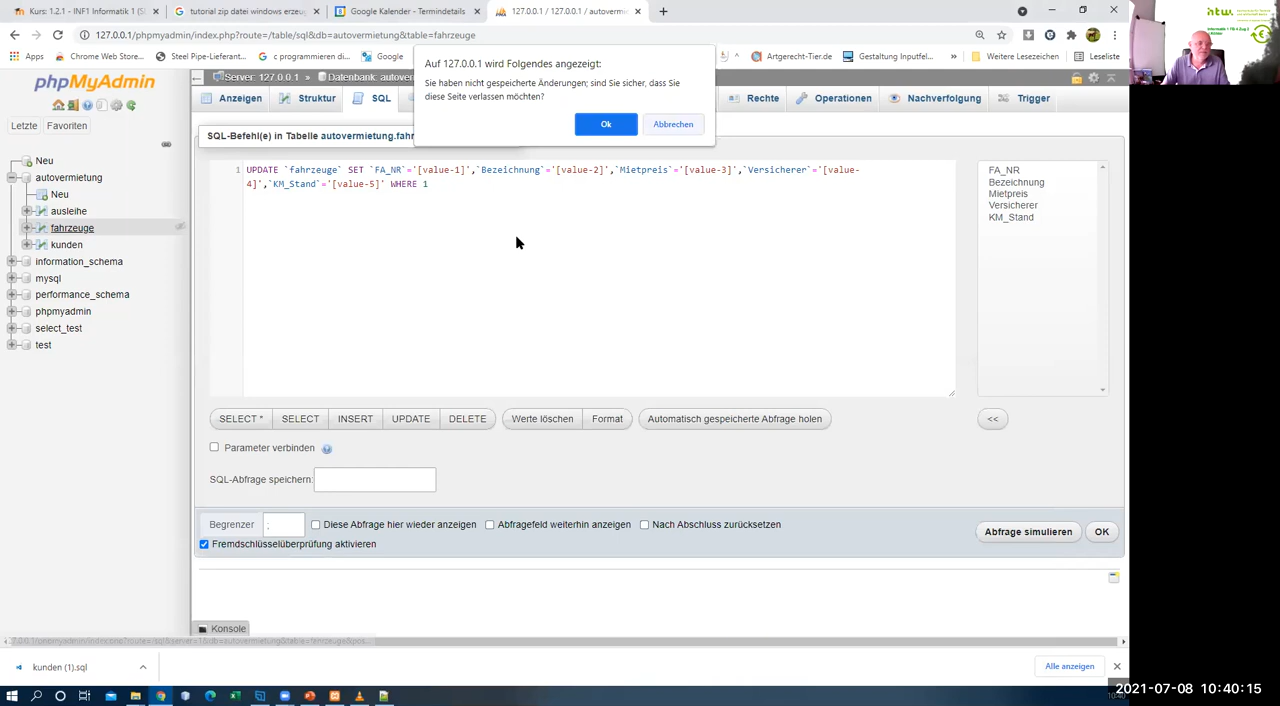 Kurs: 1.2.1 - INF1 Informatik 1 (S
tutorial zip datei windows erzeu
Google Kalender - Termindetails
127.0.0.1 / 127.0.0.1 / autoverm
127.0.0.1/phpmyadmin/index.php?route=/table/sql&db=autovermietung&table=fahrzeuge
Apps
Chrome Web Store...
Steel Pipe-Lieferant...
c programmieren di...
Google
Artgerecht-Tier.de
Gestaltung Inputfel...
»
Weitere Lesezeichen
Leseliste
Auf 127.0.0.1 wird Folgendes angezeigt:
Sie haben nicht gespeicherte Änderungen; sind Sie sicher, dass Sie
diese Seite verlassen möchten?
Ok
Abbrechen
phpMyAdmin
Letzte
Favoriten
Neu
autovermietung
Neu
ausleihe
fahrzeuge
kunden
information_schema
mysql
performance_schema
phpmyadmin
select_test
test
Server: 127.0.0.1 »
Datenbank: autover
Anzeigen
Struktur
SQL
Rechte
Operationen
Nachverfolgung
Trigger
SQL-Befehl(e) in Tabelle autovermietung.fahr
1
UPDATE `fahrzeuge` SET `FA_NR`='[value-1]',`Bezeichnung`='[value-2]',`Mietpreis`='[value-3]',`Versicherer`='[value-
4]',`KM_Stand`='[value-5]' WHERE 1
FA_NR
Bezeichnung
Mietpreis
Versicherer
KM_Stand
SELECT *
SELECT
INSERT
UPDATE
DELETE
Werte löschen
Format
Automatisch gespeicherte Abfrage holen
<<
Parameter verbinden
SQL-Abfrage speichern:
Begrenzer
;
Diese Abfrage hier wieder anzeigen
Abfragefeld weiterhin anzeigen
Nach Abschluss zurücksetzen
Abfrage simulieren
OK
Fremdschlüsselüberprüfung aktivieren
Konsole
kunden (1).sql
Alle anzeigen
2021-07-08 10:40:15
htw